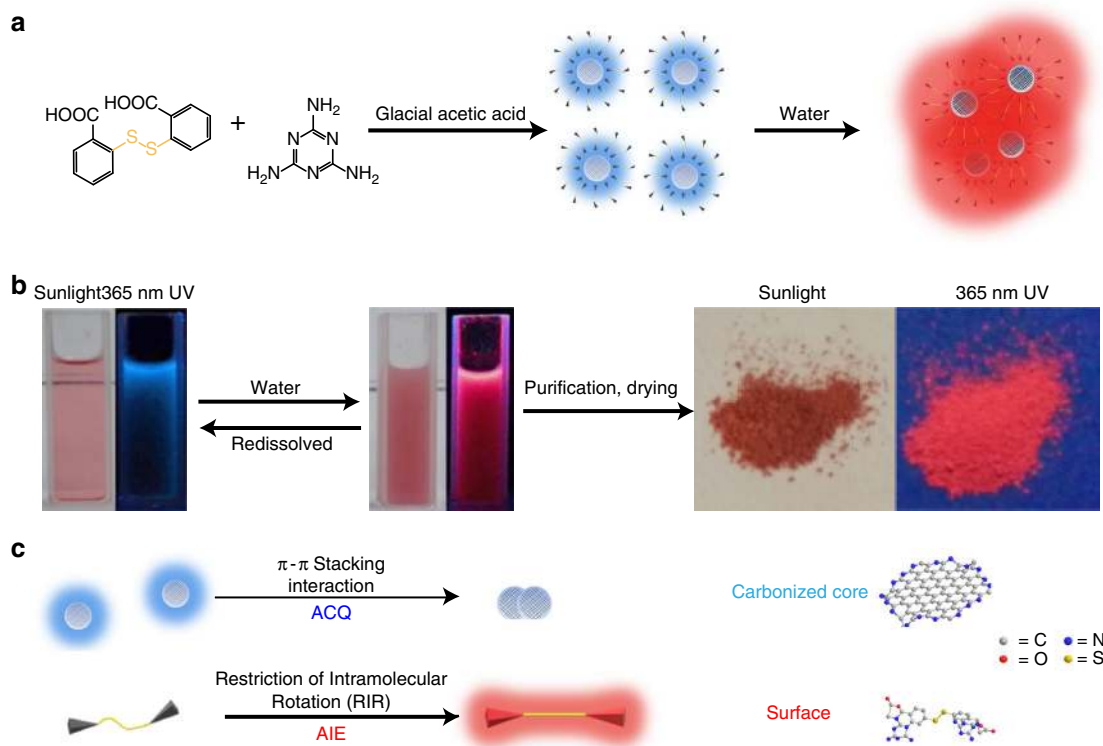 a
HOOC
HOOC
S
S
+
NH2
N
N
H2N
N
NH2
Glacial acetic acid
Water
b
Sunlight365 nm UV
Water
Redissolved
Purification, drying
Sunlight
365 nm UV
c
π-π Stacking
interaction
ACQ
Carbonized core
= C
= N
= O
= S
Restriction of Intramolecular
Rotation (RIR)
AIE
Surface